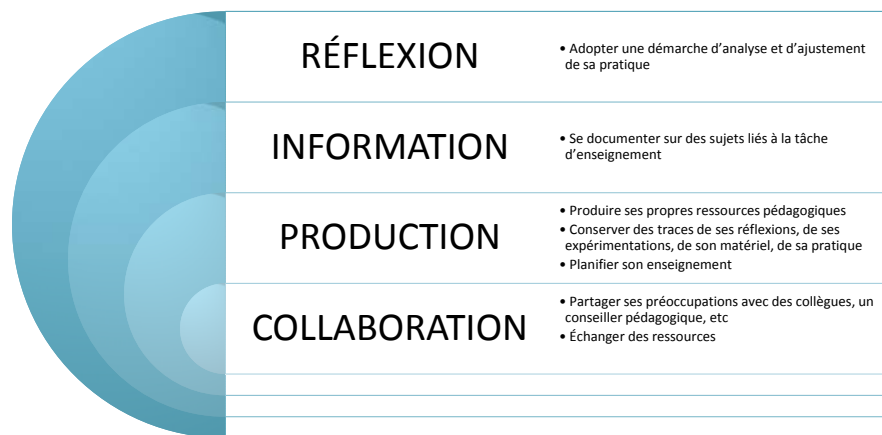 RÉFLEXION
• Adopter une démarche d’analyse et d’ajustement
de sa pratique
INFORMATION
• Se documenter sur des sujets liés à la tâche
d’enseignement
PRODUCTION
• Produire ses propres ressources pédagogiques
• Conserver des traces de ses réflexions, de ses
expérimentations, de son matériel, de sa pratique
• Planifier son enseignement
COLLABORATION
• Partager ses préoccupations avec des collègues, un
conseiller pédagogique, etc
• Échanger des ressources